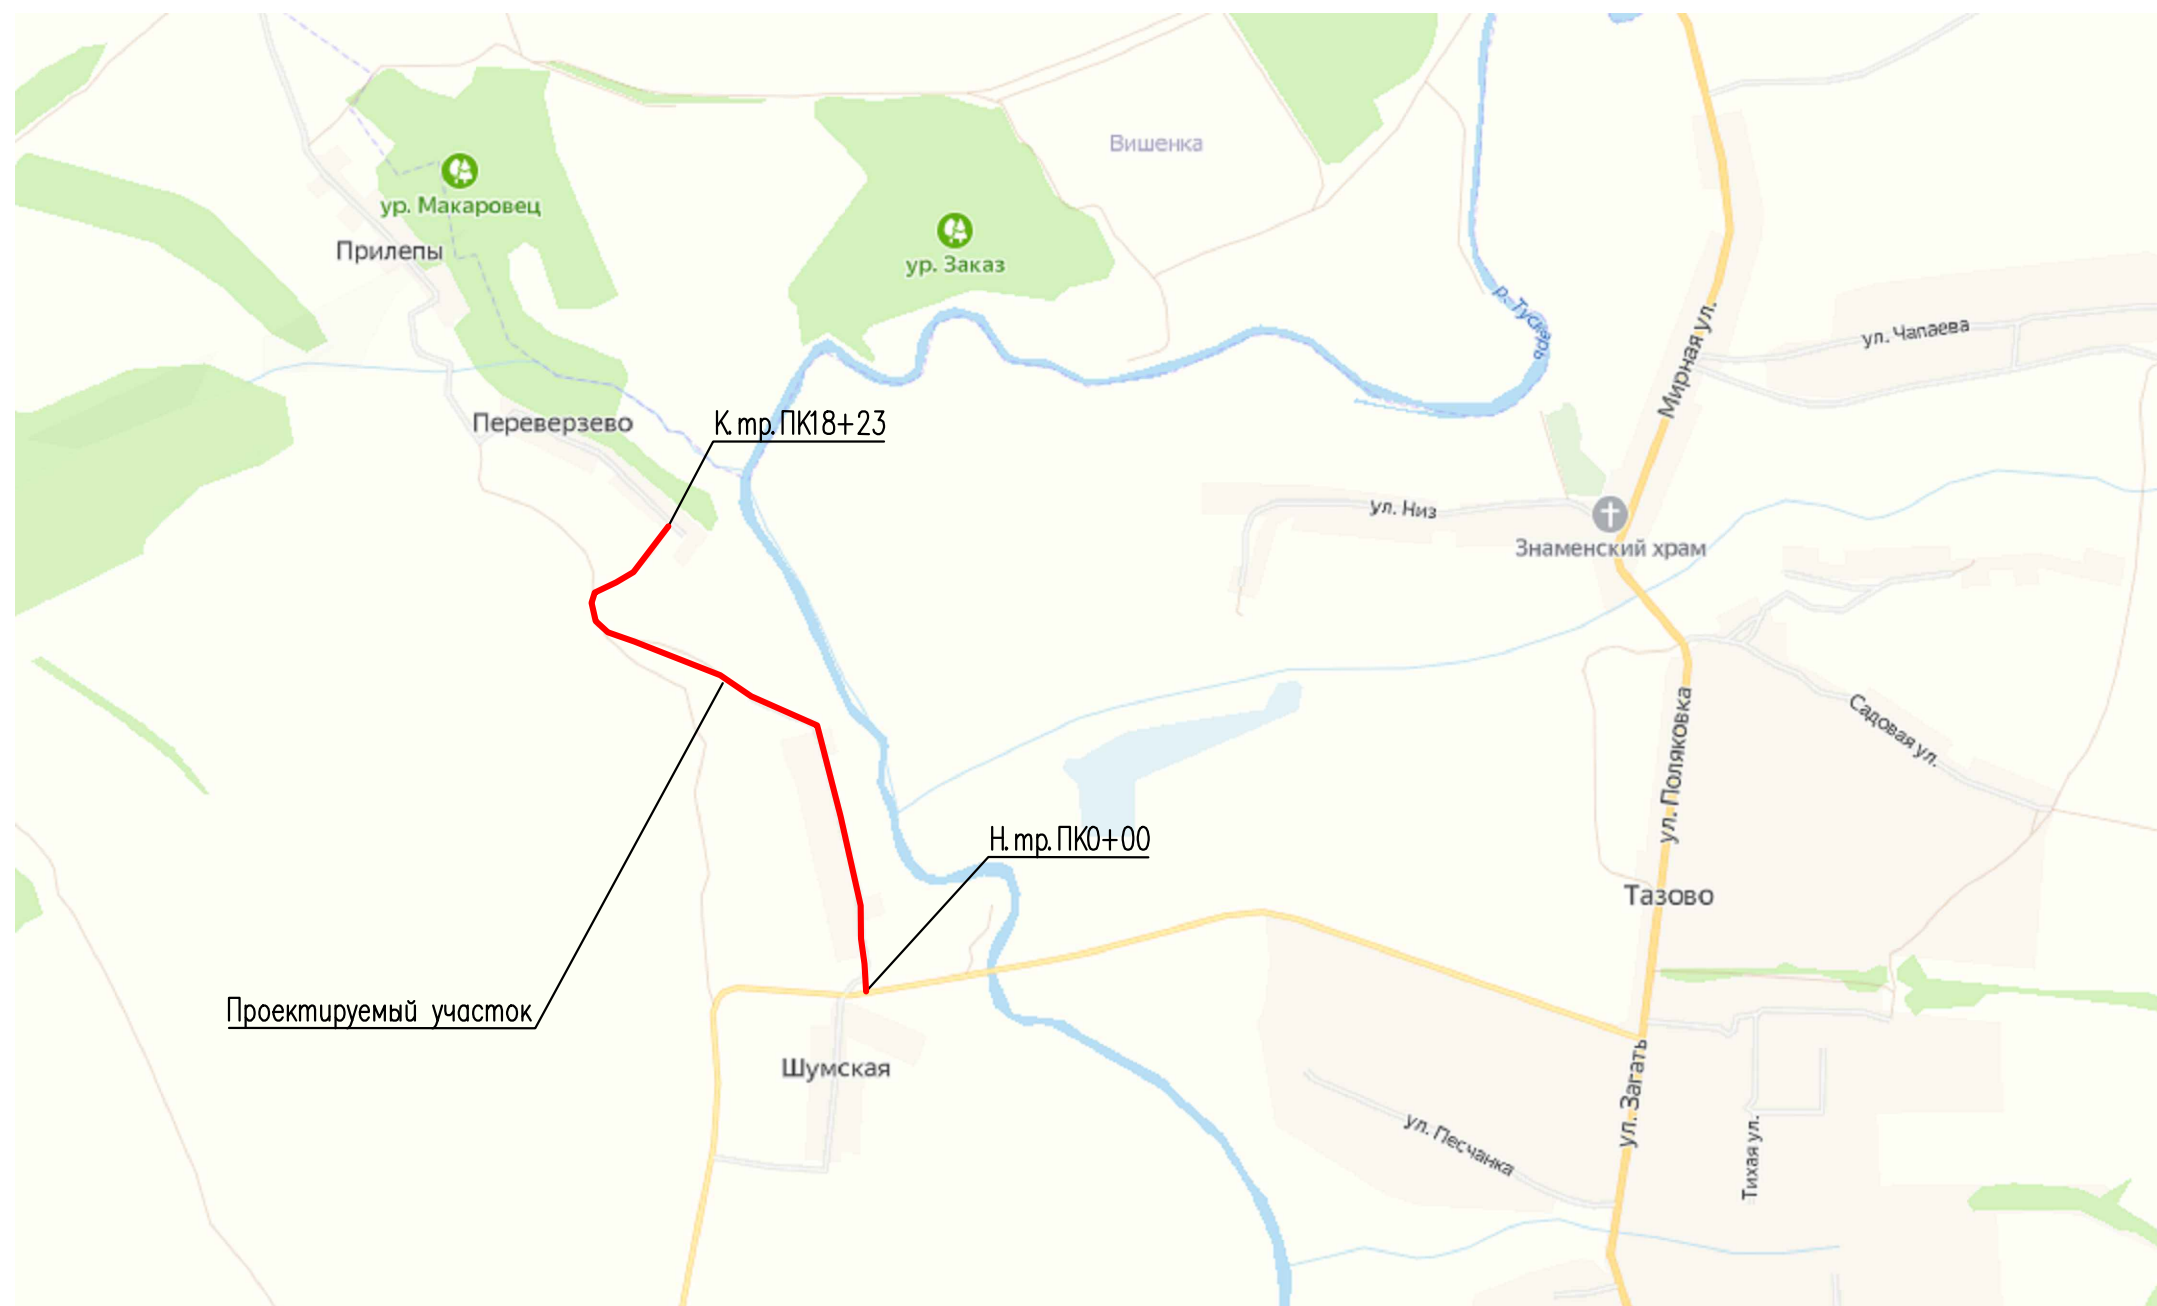 Вишенка
ур. Макаровец
Прилепы
ур. Заказ
р. Тускарь
Мирная ул.
ул. Чапаева
Переверзево
К.тр.ПК18+23
ул. Низ
Знаменский храм
ул. Поляковка
Садовая ул.
Н.тр.ПК0+00
Тазово
Проектируемый участок
Шумская
ул. Загать
ул. Песчанка
Тихая ул.